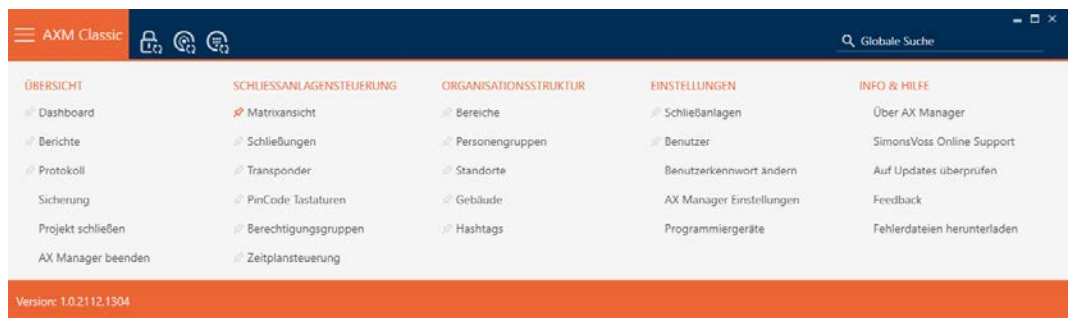 AXM Classic
Globale Suche
ÜBERSICHT
Dashboard
Berichte
Protokoll
Sicherung
Projekt schließen
AX Manager beenden
SCHLIESSANLAGENSTEUERUNG
Matrixansicht
Schließungen
Transponder
PinCode Tastaturen
Berechtigungsgruppen
Zeitplansteuerung
ORGANISATIONSSTRUKTUR
Bereiche
Personengruppen
Standorte
Gebäude
Hashtags
EINSTELLUNGEN
Schließanlagen
Benutzer
Benutzerkennwort ändern
AX Manager Einstellungen
Programmiergeräte
INFO & HILFE
Über AX Manager
SimonsVoss Online Support
Auf Updates überprüfen
Feedback
Fehlerdateien herunterladen
Version: 1.0.2112.1304